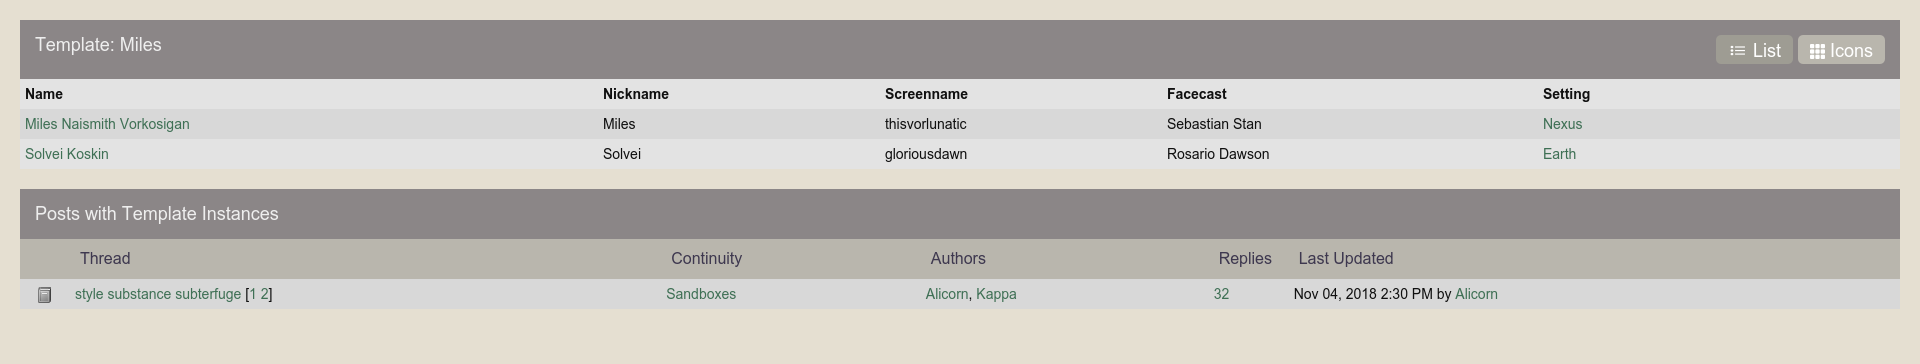 Template: Miles
List Icons
Name Nickname Screenname Facecast Setting
Miles Naismith Vorkosigan Miles thisvorlunatic Sebastian Stan Nexus
Solvei Koskin Solvei gloriousdawn Rosario Dawson Earth
Posts with Template Instances
Thread Continuity Authors Replies Last Updated
style substance subterfuge [1 2] Sandboxes Alicorn, Kappa 32 Nov 04, 2018 2:30 PM by Alicorn